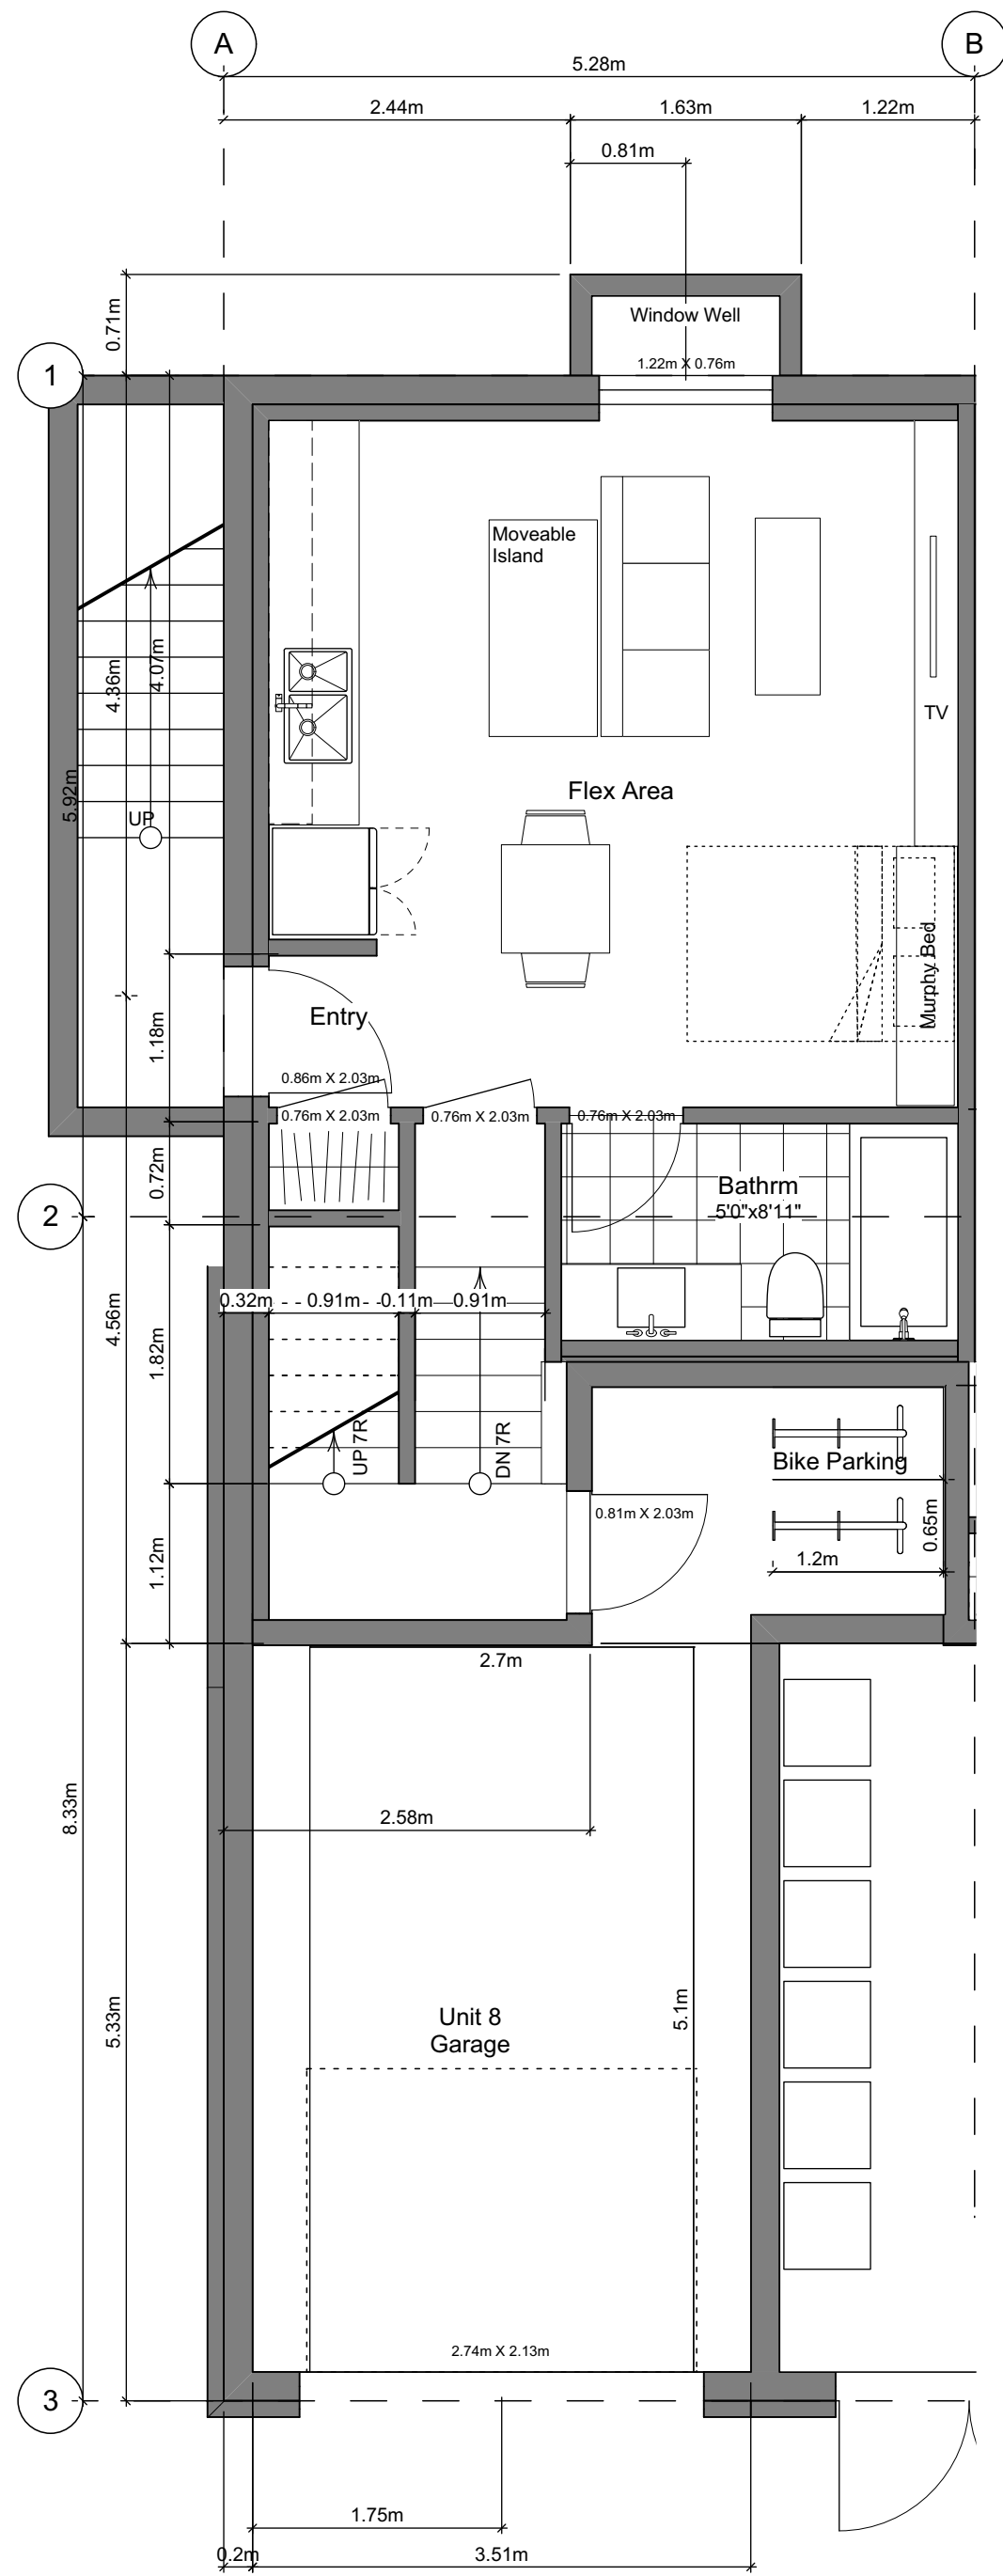 A
B
5.28m
2.44m
1.63m
1.22m
0.81m
0.71m
Window Well
1.22m X 0.76m
1
Moveable
Island
4.07m
4.36m
TV
5.92m
Flex Area
UP
Murphy Bed
Entry
1.18m
0.86m X 2.03m
0.76m X 2.03m
0.76m X 2.03m
0.76m X 2.03m
0.72m
Bathrm
5'0"x8'11"
2
0.32m
0.91m
0.11m
0.91m
4.56m
1.82m
UP 7R
DN 7R
Bike Parking
0.81m X 2.03m
0.65m
1.2m
1.12m
2.7m
8.33m
2.58m
5.33m
5.1m
Unit 8
Garage
2.74m X 2.13m
3
1.75m
0.2m
3.51m